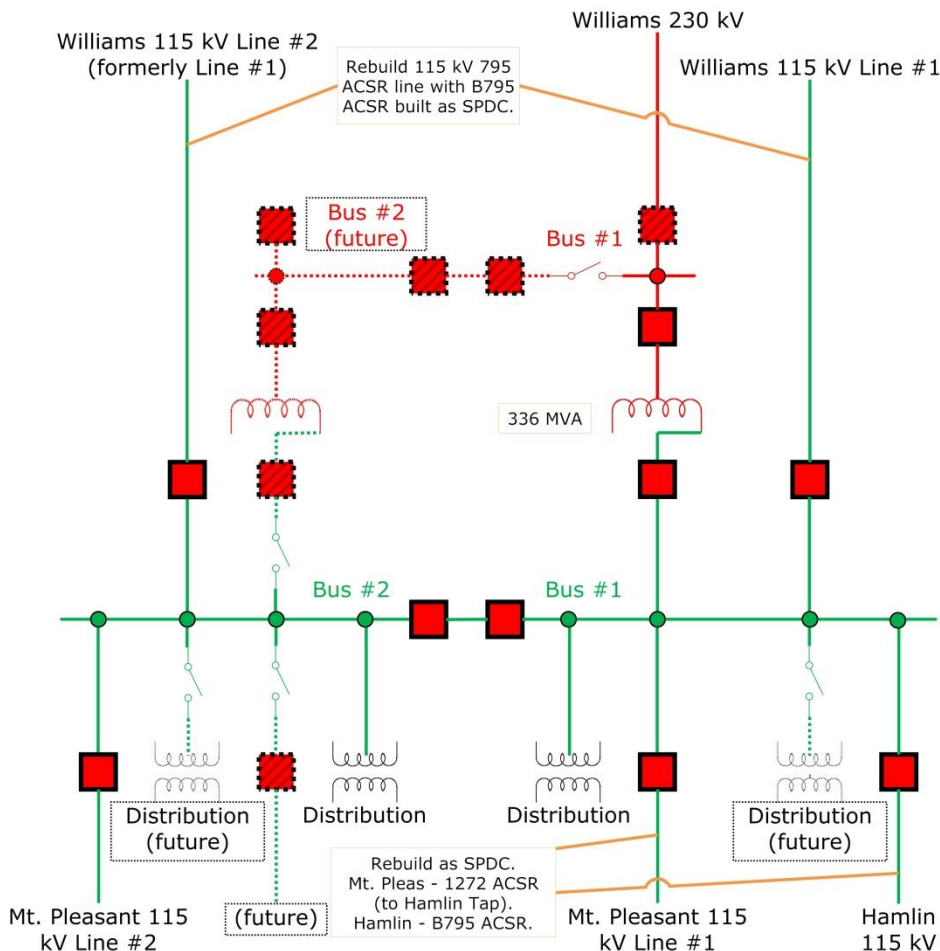 Williams 230 kV
Williams 115 kV Line #2
(formerly Line #1)
Rebuild 115 kV 795
ACSR line with B795
ACSR built as SPDC.
Williams 115 kV Line #1
Bus #2
(future)
Bus #1
336 MVA
Bus #2
Bus #1
Distribution
(future)
Distribution
Distribution
Distribution
(future)
Rebuild as SPDC.
Mt. Pleas - 1272 ACSR
(to Hamlin Tap).
Hamlin - B795 ACSR.
Mt. Pleasant 115
kV Line #2
(future)
Mt. Pleasant 115
kV Line #1
Hamlin
115 kV